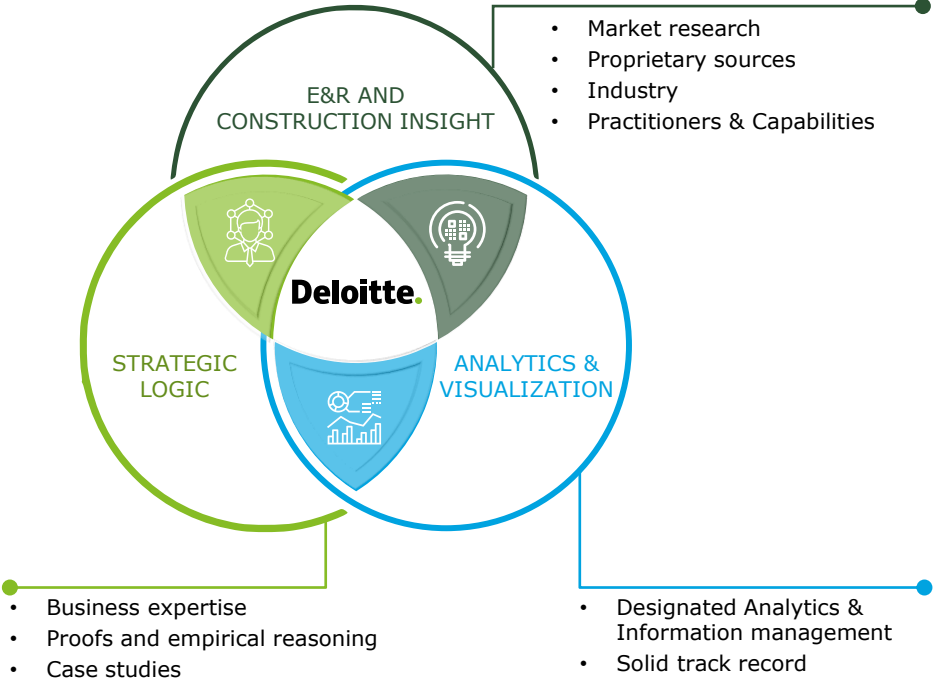 • Market research
• Proprietary sources
• Industry
• Practitioners & Capabilities
E&R AND
CONSTRUCTION INSIGHT
Deloitte.
STRATEGIC
LOGIC
ANALYTICS &
VISUALIZATION
• Business expertise
• Proofs and empirical reasoning
• Case studies
• Designated Analytics &
Information management
• Solid track record